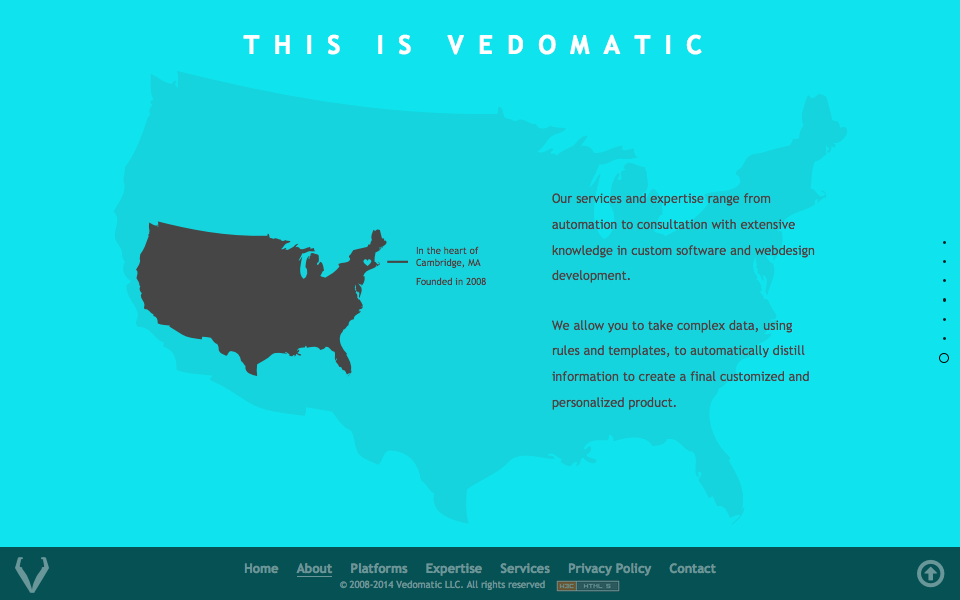 THIS IS VEDOMATIC
In the heart of
Cambridge, MA
Founded in 2008
Our services and expertise range from
automation to consultation with extensive
knowledge in custom software and webdesign
development.
We allow you to take complex data, using
rules and templates, to automatically distill
information to create a final customized and
personalized product.
Home About Platforms Expertise Services Privacy Policy Contact
© 2008-2014 Vedomatic LLC. All rights reserved W3C HTML 5